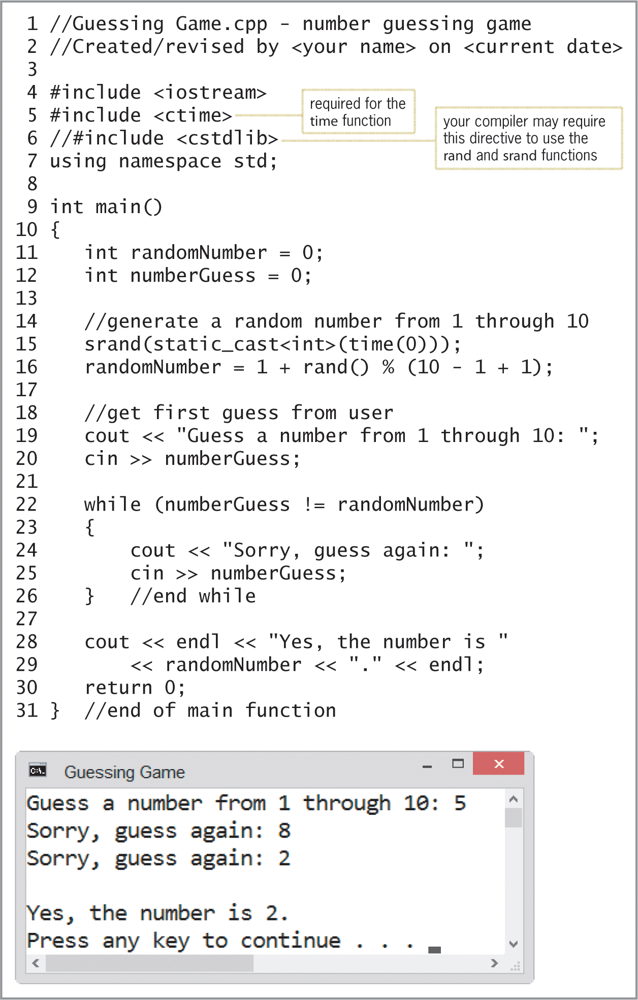 1 //Guessing Game.cpp – number guessing game
2 //Created/revised by <your name> on <current date>
3
4 #include <iostream>
5 #include <ctime>
required for the
time function
6 //#include <cstdlib>
your compiler may require
this directive to use the
rand and srand functions
7 using namespace std;
8
9 int main()
10 {
11    int randomNumber = 0;
12    int numberGuess = 0;
13
14    //generate a random number from 1 through 10
15    srand(static_cast<int>(time(0)));
16    randomNumber = 1 + rand() % (10 – 1 + 1);
17
18    //get first guess from user
19    cout << "Guess a number from 1 through 10: ";
20    cin >> numberGuess;
21
22    while (numberGuess != randomNumber)
23    {
24        cout << "Sorry, guess again: ";
25        cin >> numberGuess;
26    }   //end while
27
28    cout << endl << "Yes, the number is "
29        << randomNumber << "." << endl;
30    return 0;
31 }  //end of main function
C:\.
Guessing Game
Guess a number from 1 through 10: 5
Sorry, guess again: 8
Sorry, guess again: 2

Yes, the number is 2.
Press any key to continue . . .